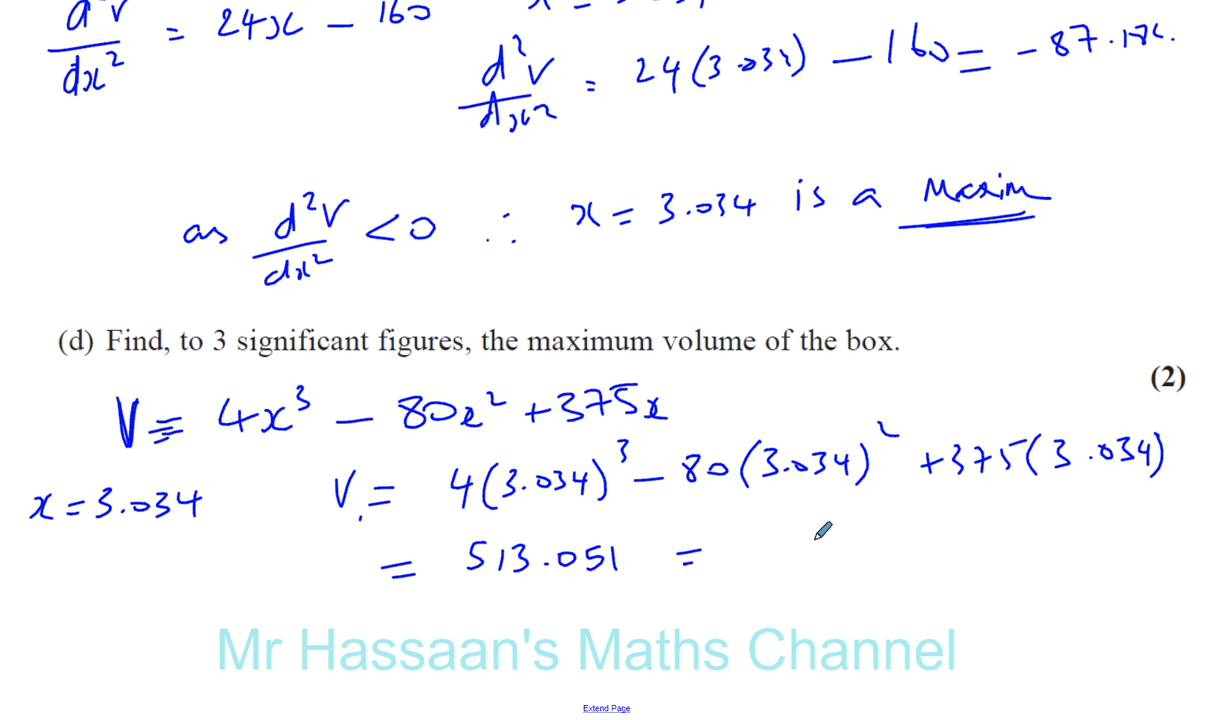 d²V/dx² = 24x - 160
d²V/dx² = 24(3.034) - 160 = - 87.184
as d²V/dx² < 0 ∴ x = 3.034 is a Maxim
(d) Find, to 3 significant figures, the maximum volume of the box.
(2)
V = 4x³ - 80x² + 375x
x = 3.034 V = 4(3.034)³ - 80(3.034)² + 375(3.034)
= 513.051 =
Mr Hassaan's Maths Channel
Extend Page